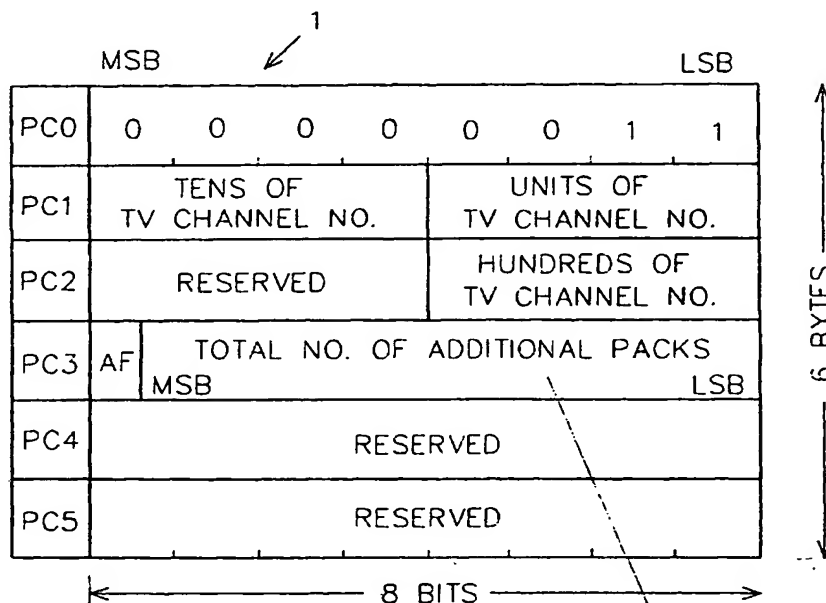 1
MSB LSB
PC0 0 0 0 0 0 0 1 1
PC1 TENS OF TV CHANNEL NO. UNITS OF TV CHANNEL NO.
PC2 RESERVED HUNDREDS OF TV CHANNEL NO.
PC3 AF TOTAL NO. OF ADDITIONAL PACKS
MSB LSB
PC4 RESERVED
PC5 RESERVED
6 BYTES
8 BITS